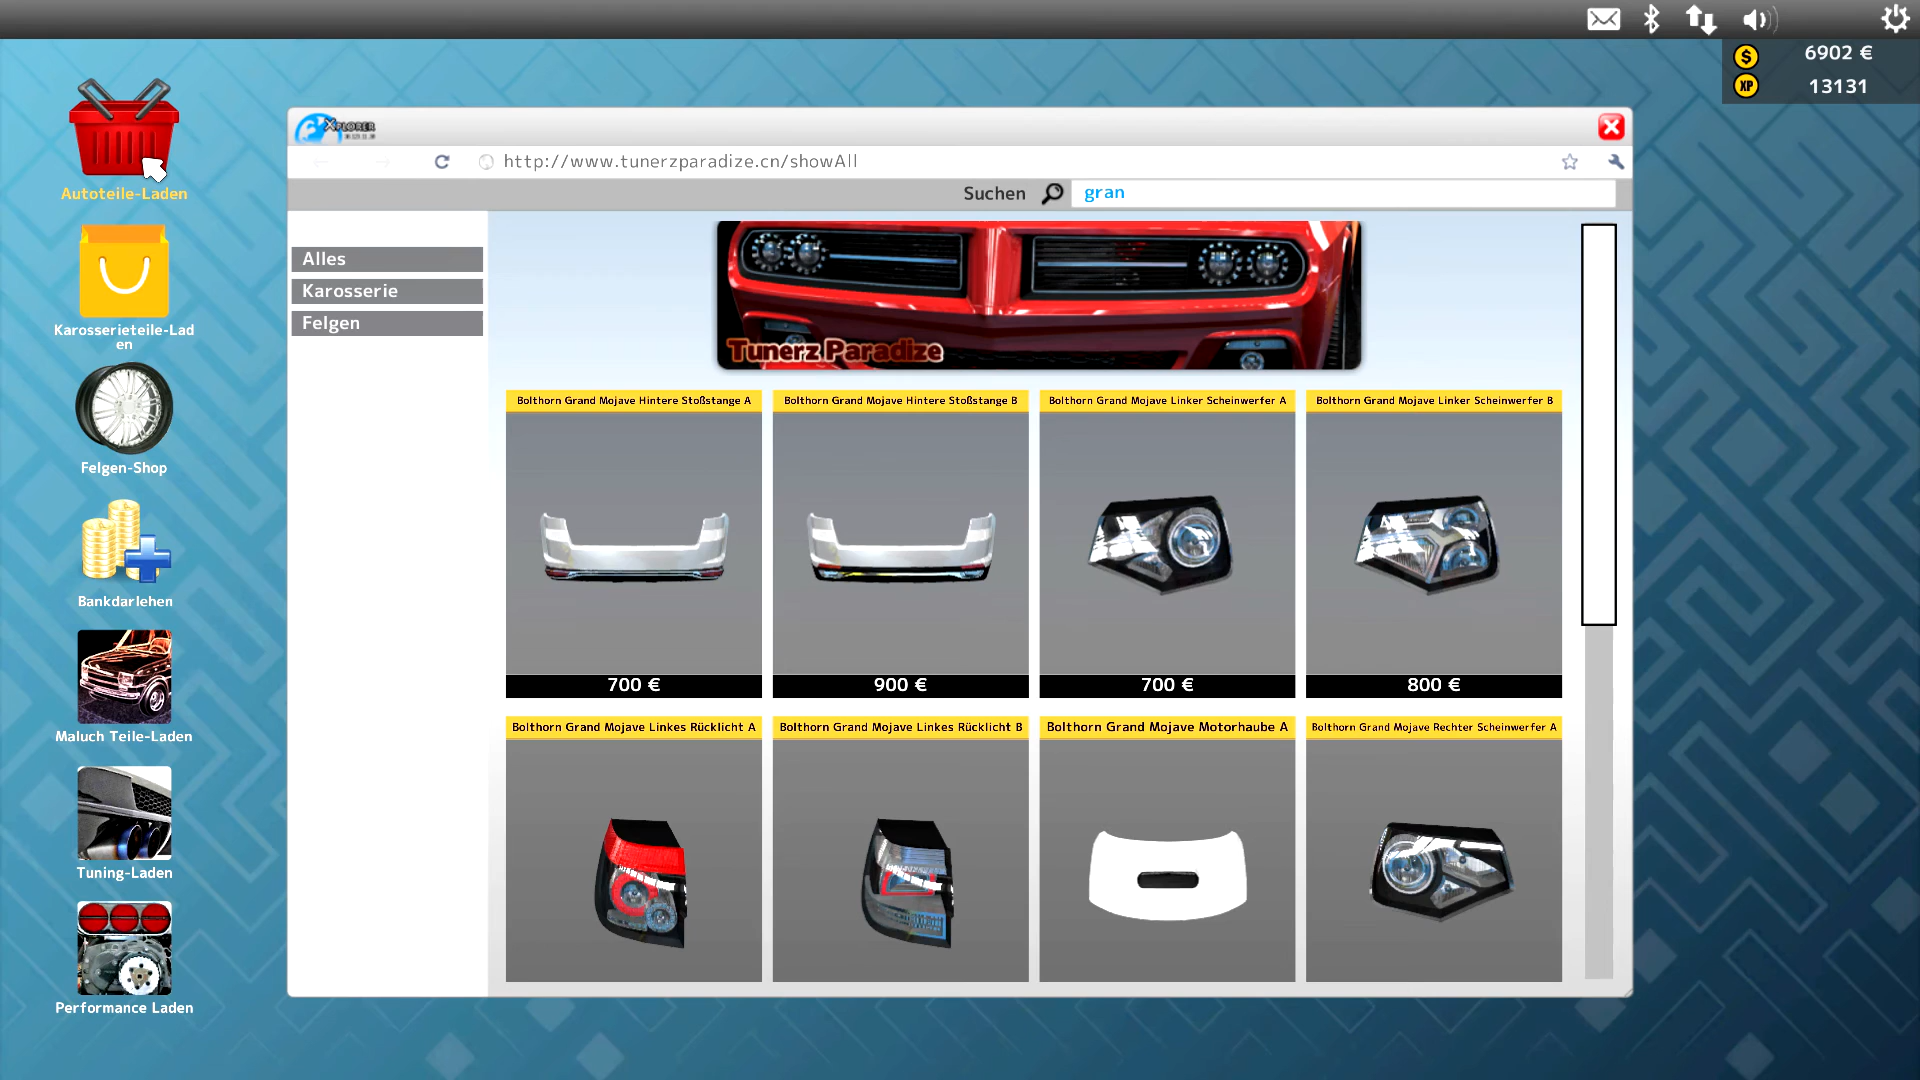 6902 €
XP
13131
XPLORER
http://www.tunerzparadize.cn/showAll
Suchen
gran
Autoteile-Laden
Karosserieteile-Lad
en
Felgen-Shop
Bankdarlehen
Maluch Teile-Laden
Tuning-Laden
Performance Laden
Alles
Karosserie
Felgen
Tunerz Paradize
Bolthorn Grand Mojave Hintere Stoßstange A
Bolthorn Grand Mojave Hintere Stoßstange B
Bolthorn Grand Mojave Linker Scheinwerfer A
Bolthorn Grand Mojave Linker Scheinwerfer B
700 €
900 €
700 €
800 €
Bolthorn Grand Mojave Linkes Rücklicht A
Bolthorn Grand Mojave Linkes Rücklicht B
Bolthorn Grand Mojave Motorhaube A
Bolthorn Grand Mojave Rechter Scheinwerfer A